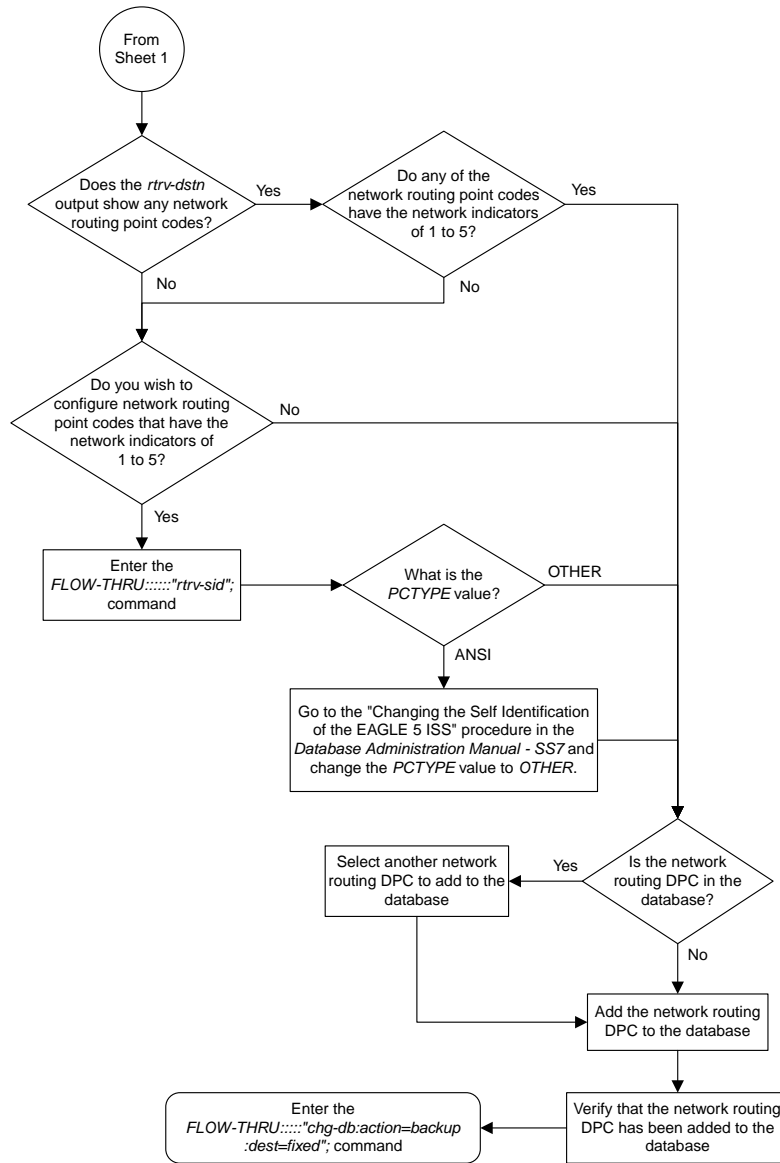 From
Sheet 1
Does the rtrv-dstn
output show any network
routing point codes?
Yes
No
Do any of the
network routing point codes
have the network indicators
of 1 to 5?
Yes
No
Do you wish to
configure network routing
point codes that have the
network indicators of
1 to 5?
No
Yes
Enter the
FLOW-THRU::::::"rtrv-sid";
command
What is the
PCTYPE value?
OTHER
ANSI
Go to the "Changing the Self Identification
of the EAGLE 5 ISS" procedure in the
Database Administration Manual - SS7 and
change the PCTYPE value to OTHER.
Is the network
routing DPC in the
database?
Yes
No
Select another network
routing DPC to add to the
database
Add the network routing
DPC to the database
Verify that the network routing
DPC has been added to the
database
Enter the
FLOW-THRU:::::"chg-db:action=backup
:dest=fixed"; command